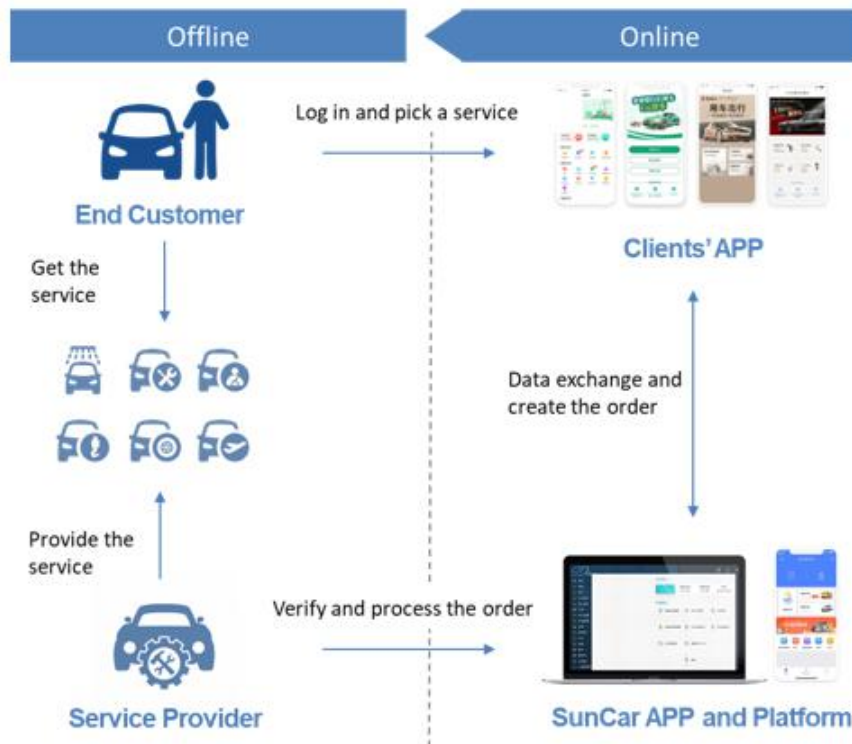 Offline
Online
Log in and pick a service
End Customer
Clients' APP
Get the
service
Data exchange and
create the order
Provide the
service
Verify and process the order
Service Provider
SunCar APP and Platform